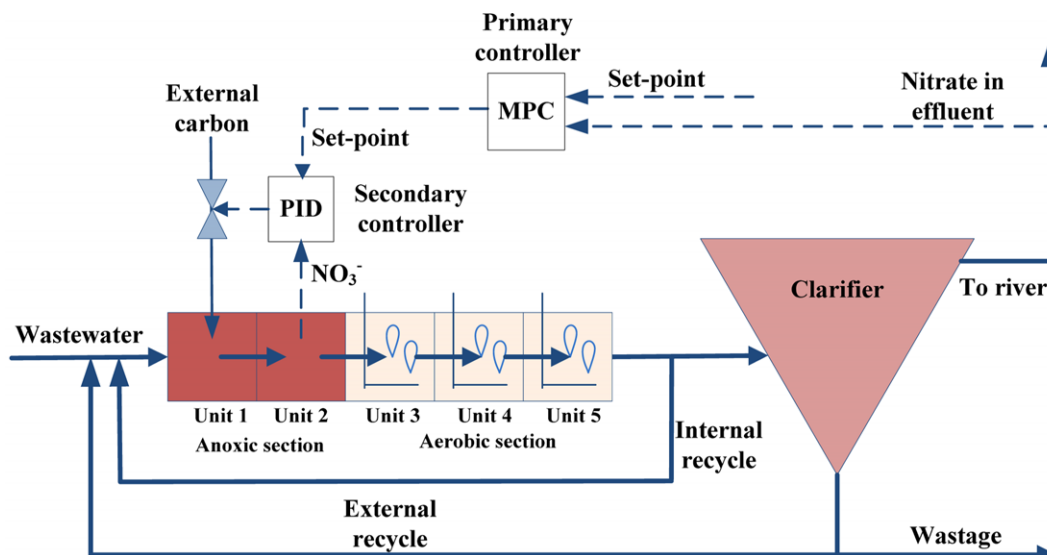 Primary
controller
External
carbon
MPC
Set-point
Nitrate in
effluent
Set-point
PID
Secondary
controller
NO₃⁻
Clarifier
To river
Wastewater
Unit 1
Unit 2
Unit 3
Unit 4
Unit 5
Anoxic section
Aerobic section
Internal
recycle
External
recycle
Wastage